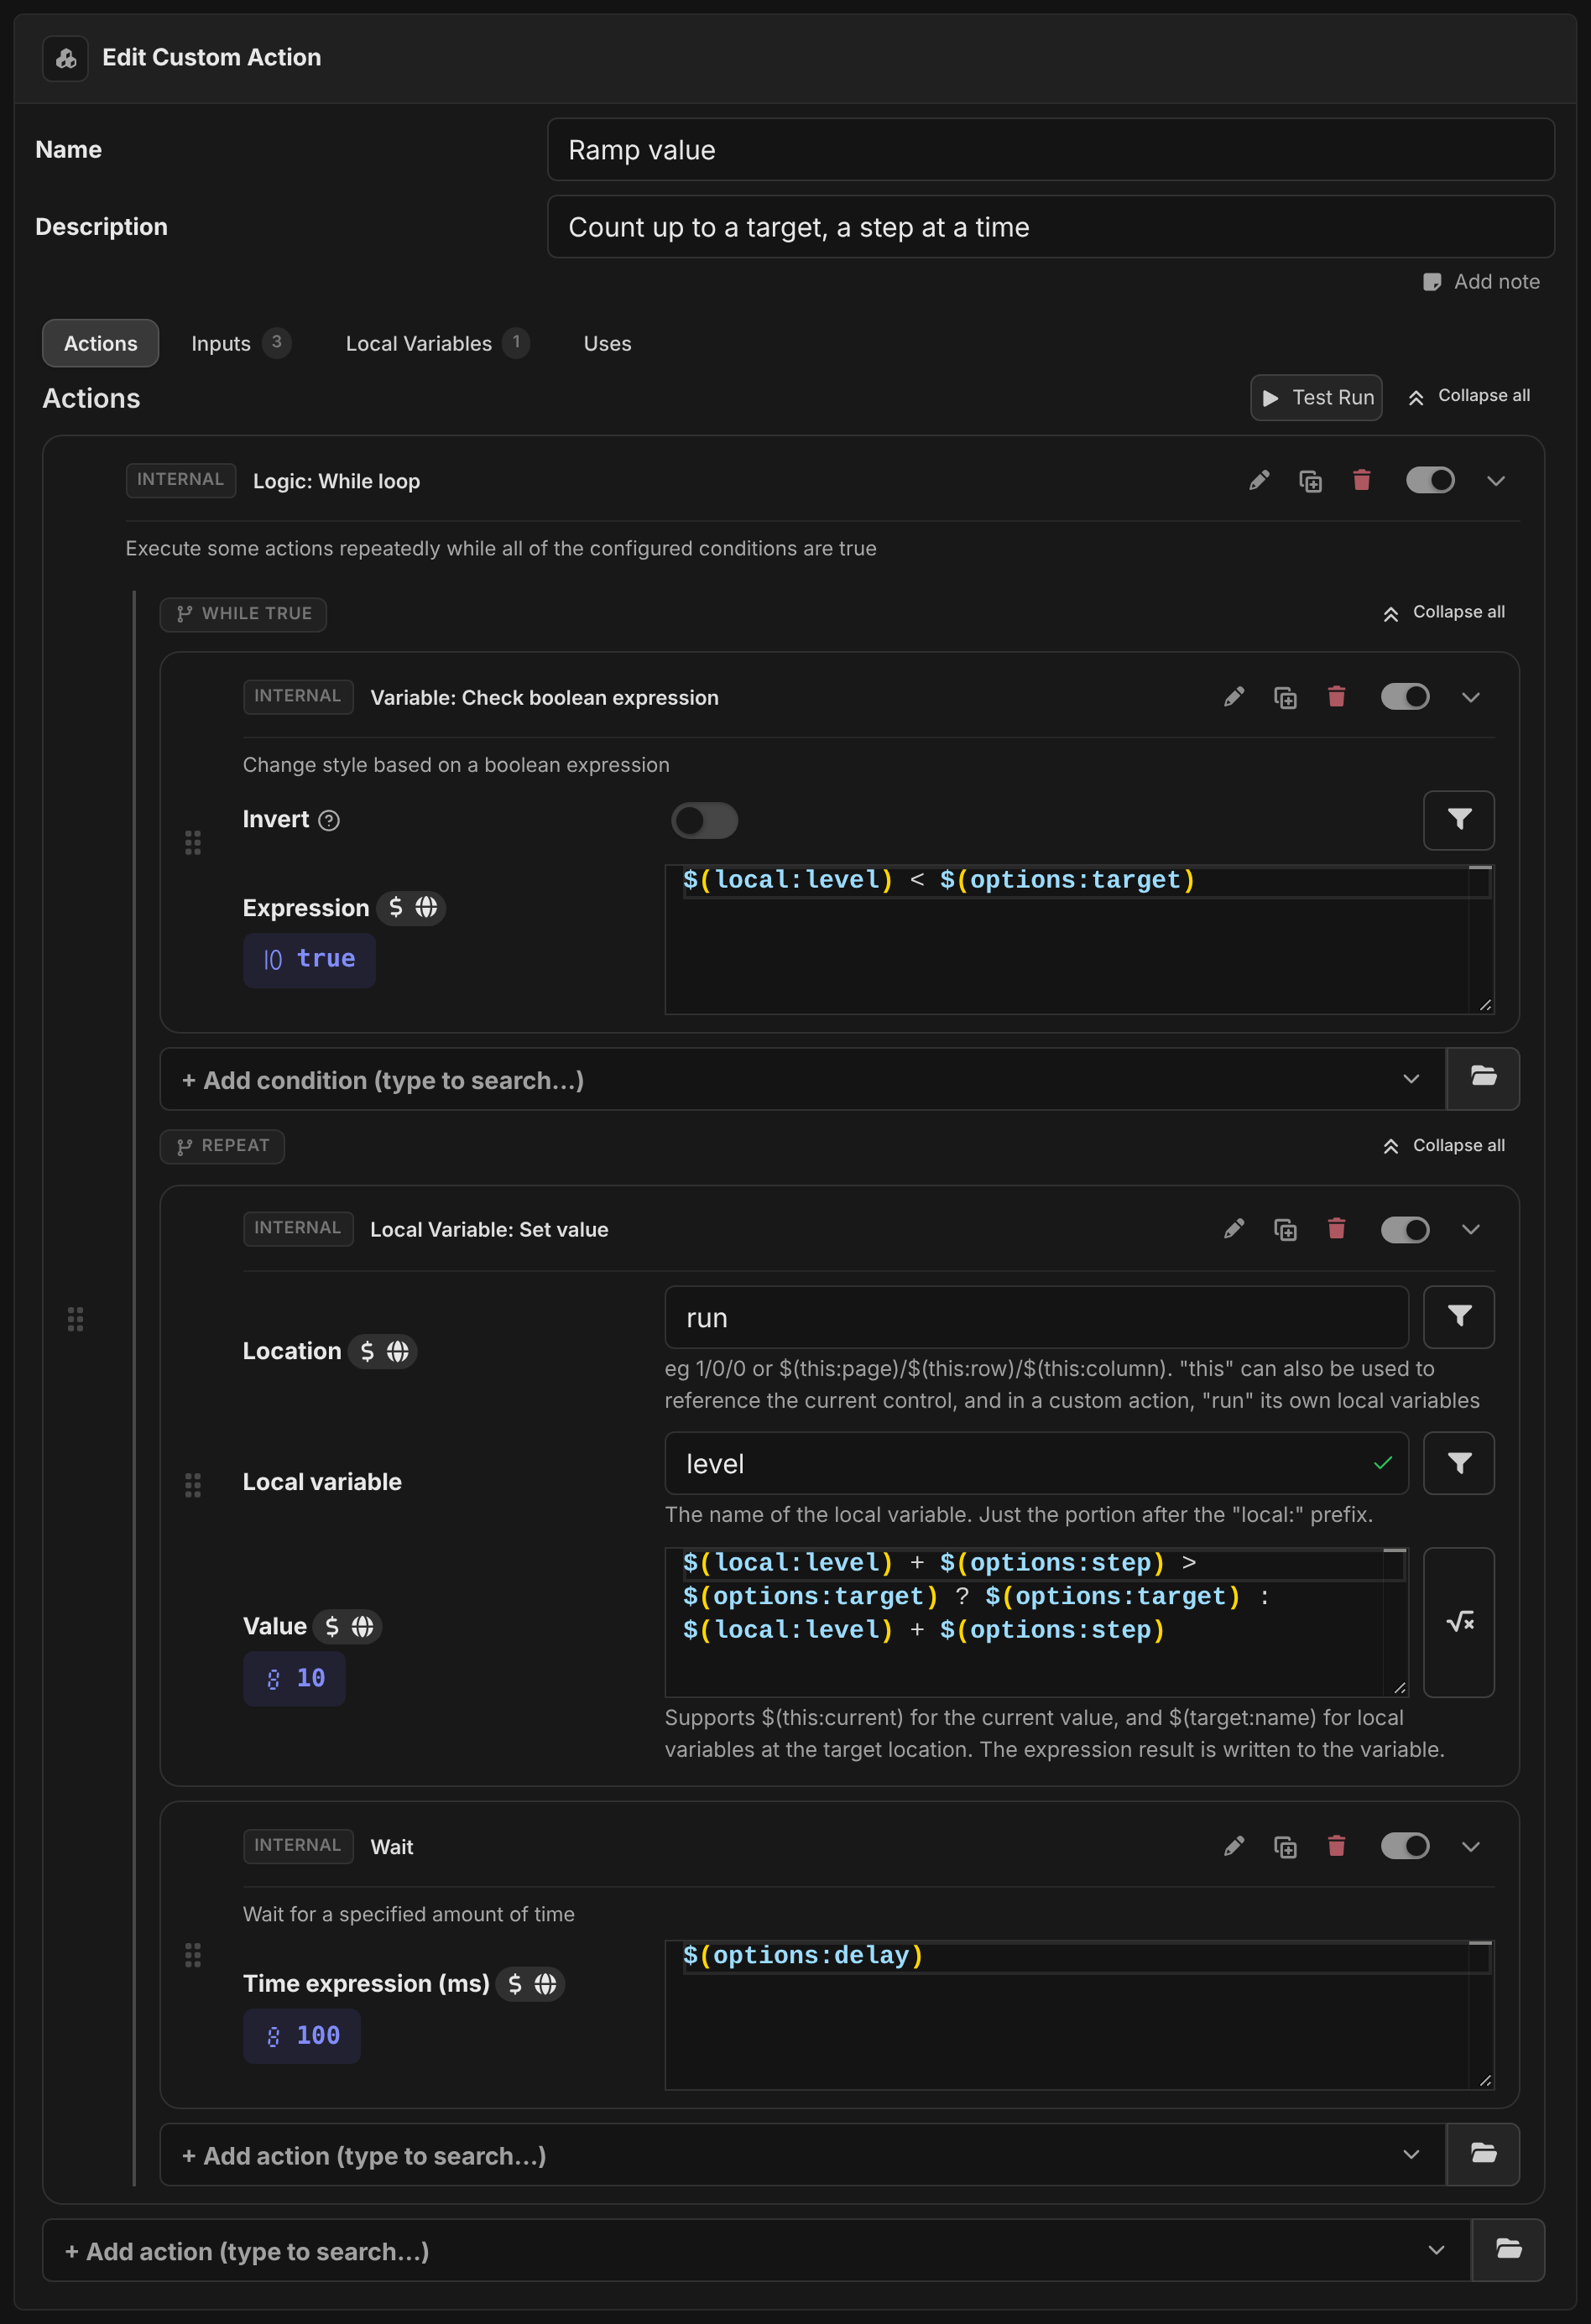 Edit Custom Action
Name
Ramp value
Description
Count up to a target, a step at a time
Add note
Actions
Inputs 3
Local Variables 1
Uses
Actions
Test Run
Collapse all
INTERNAL
Logic: While loop
Execute some actions repeatedly while all of the configured conditions are true
WHILE TRUE
Collapse all
INTERNAL
Variable: Check boolean expression
Change style based on a boolean expression
Invert
Expression
$(local:level) < $(options:target)
true
+ Add condition (type to search...)
REPEAT
Collapse all
INTERNAL
Local Variable: Set value
Location
run
eg 1/0/0 or $(this:page)/$(this:row)/$(this:column). "this" can also be used to
reference the current control, and in a custom action, "run" its own local variables
Local variable
level
The name of the local variable. Just the portion after the "local:" prefix.
Value
$(local:level) + $(options:step) >
$(options:target) ? $(options:target) :
$(local:level) + $(options:step)
10
Supports $(this:current) for the current value, and $(target:name) for local
variables at the target location. The expression result is written to the variable.
INTERNAL
Wait
Wait for a specified amount of time
Time expression (ms)
$(options:delay)
100
+ Add action (type to search...)
+ Add action (type to search...)